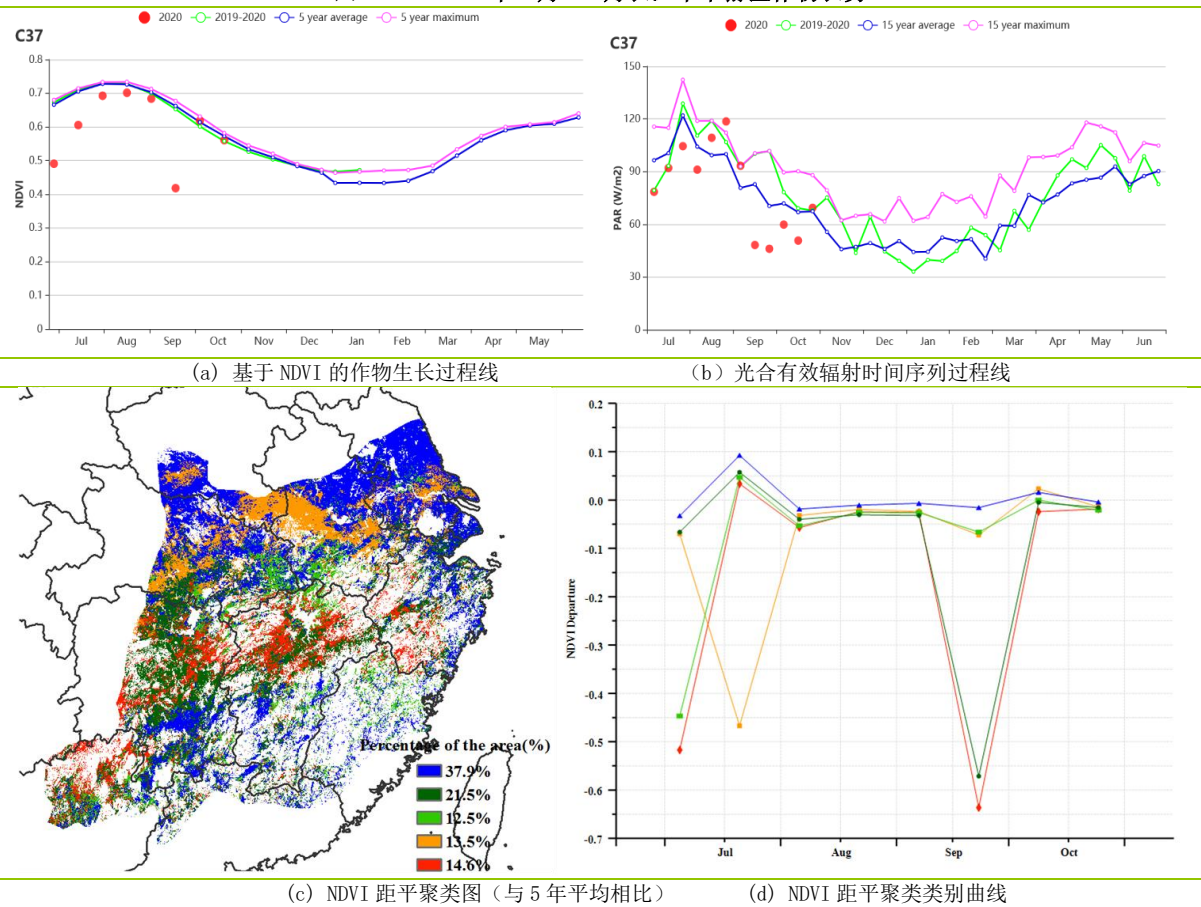 2020 2019-2020 5 year average 5 year maximum
C37
0.8
0.7
0.6
0.5
0.4
0.3
0.2
0.1
0
NDVI
Jul Aug Sep Oct Nov Dec Jan Feb Mar Apr May
2020 2019-2020 15 year average 15 year maximum
C37
150
120
90
60
30
0
PAR (W/m2)
Jul Aug Sep Oct Nov Dec Jan Feb Mar Apr May Jun
(a) 基于 NDVI 的作物生长过程线
（b）光合有效辐射时间序列过程线
Percentage of the area(%)
37.9%
21.5%
12.5%
13.5%
14.6%
0.2
0.1
0.0
-0.1
-0.2
-0.3
-0.4
-0.5
-0.6
-0.7
NDVI Departure
Jul Aug Sep Oct
(c) NDVI 距平聚类图（与 5 年平均相比）
(d) NDVI 距平聚类类别曲线